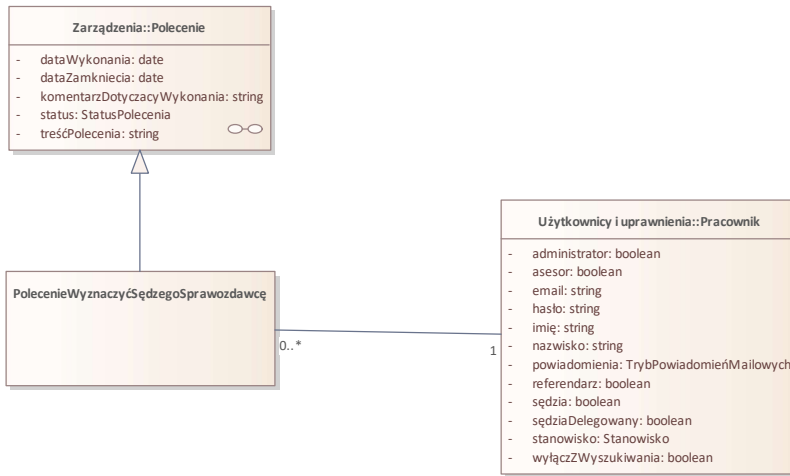 Zarządzenia::Polecenie
- dataWykonania: date
- dataZamkniecia: date
- komentarzDotyczacyWykonania: string
- status: StatusPolecenia
- treśćPolecenia: string
PolecenieWyznaczyćSędzegoSprawozdawcę
0..*
1
Użytkownicy i uprawnienia::Pracownik
- administrator: boolean
- asesor: boolean
- email: string
- hasło: string
- imię: string
- nazwisko: string
- powiadomienia: TrybPowiadomieńMailowych
- referendarz: boolean
- sędzia: boolean
- sędziaDelegowany: boolean
- stanowisko: Stanowisko
- wyłączZWyszukiwania: boolean